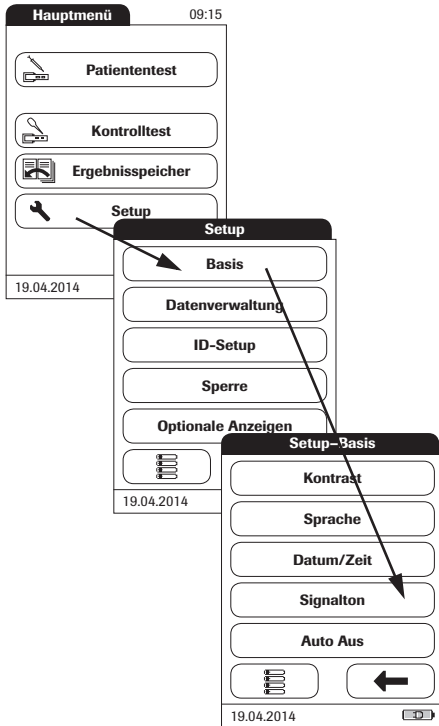 Hauptmenü 09:15
Patiententest
Kontrolltest
Ergebnisspeicher
Setup
19.04.2014
Setup
Basis
Datenverwaltung
ID-Setup
Sperre
Optionale Anzeigen
19.04.2014
Setup–Basis
Kontrast
Sprache
Datum/Zeit
Signalton
Auto Aus
19.04.2014